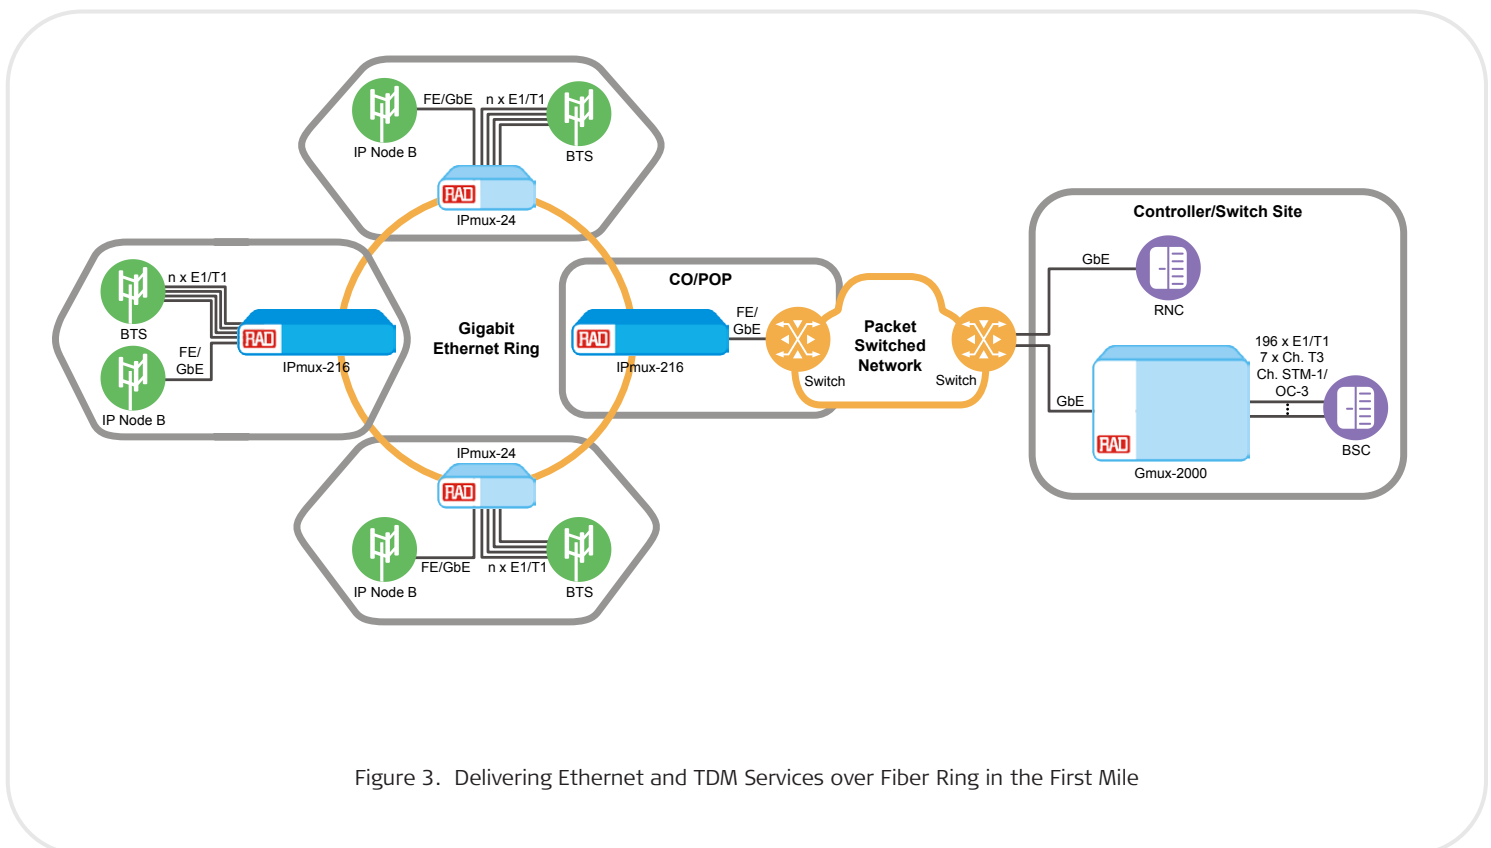 FE/GbE
n x E1/T1
IP Node B
BTS
RAD
IPmux-24
n x E1/T1
BTS
RAD
FE/
GbE
IPmux-216
IP Node B
Gigabit
Ethernet Ring
CO/POP
RAD
FE/
GbE
IPmux-216
Switch
Packet
Switched
Network
Switch
Controller/Switch Site
GbE
RNC
196 x E1/T1
7 x Ch. T3
Ch. STM-1/
OC-3
GbE
RAD
BSC
Gmux-2000
IPmux-24
RAD
FE/GbE
n x E1/T1
IP Node B
BTS
Figure 3. Delivering Ethernet and TDM Services over Fiber Ring in the First Mile